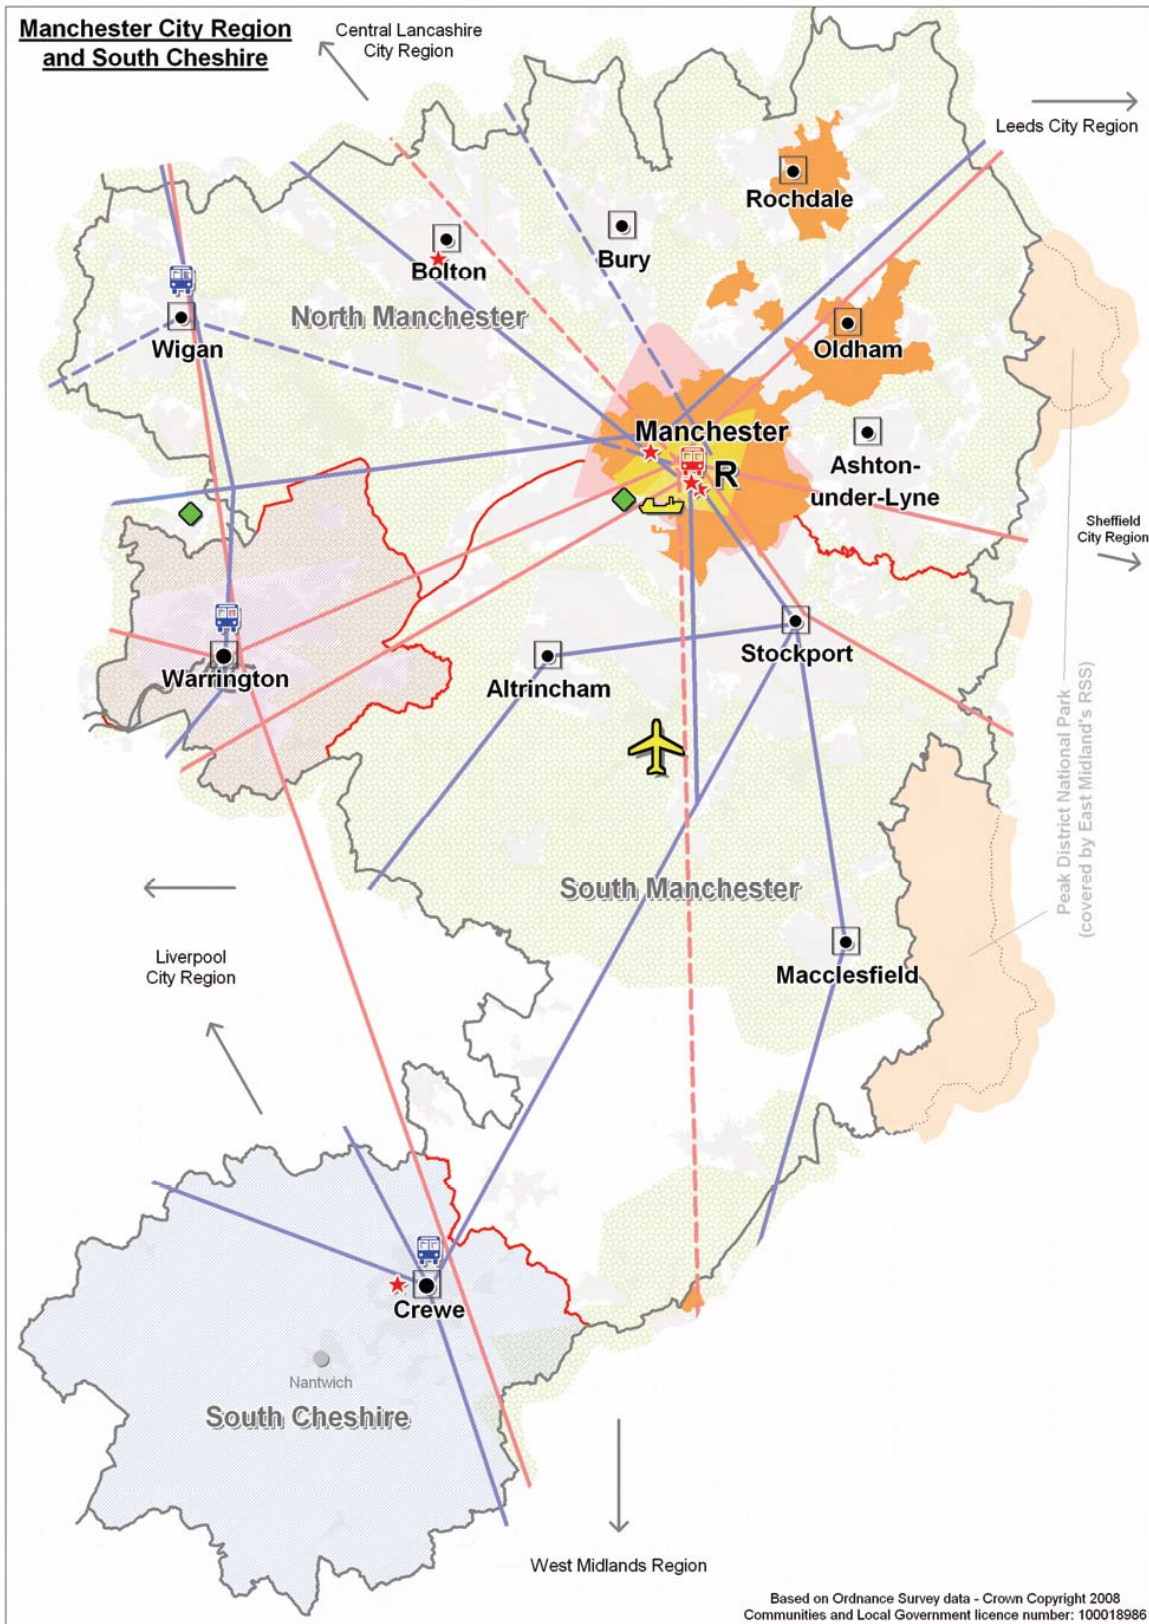 Manchester City Region
and South Cheshire
Central Lancashire
City Region
Leeds City Region
Rochdale
Bury
Bolton
North Manchester
Wigan
Oldham
Manchester
R
Ashton-
under-Lyne
Sheffield
City Region
Warrington
Altrincham
Stockport
Peak District National Park
(covered by East Midland's RSS)
South Manchester
Liverpool
City Region
Macclesfield
Crewe
Nantwich
South Cheshire
West Midlands Region
Based on Ordnance Survey data - Crown Copyright 2008
Communities and Local Government licence number: 100018986